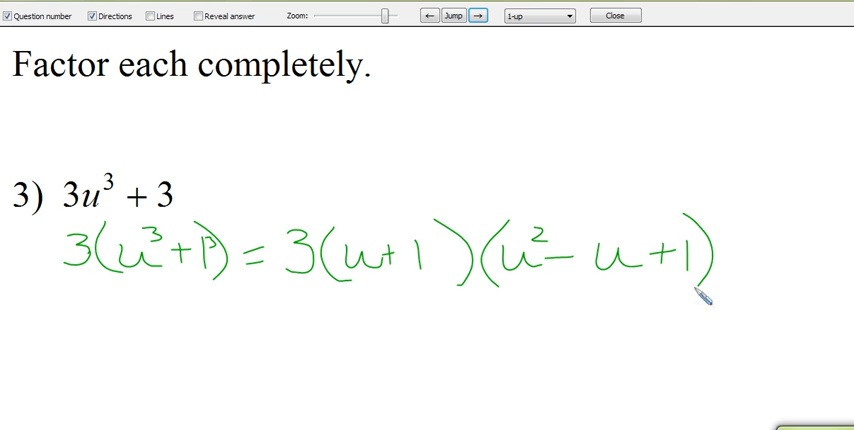 Question number Directions Lines Reveal answer Zoom: ← Jump → 1-up Close
Factor each completely.
3) 3u³ + 3
3(u³+1³) = 3(u+1)(u²-u+1)